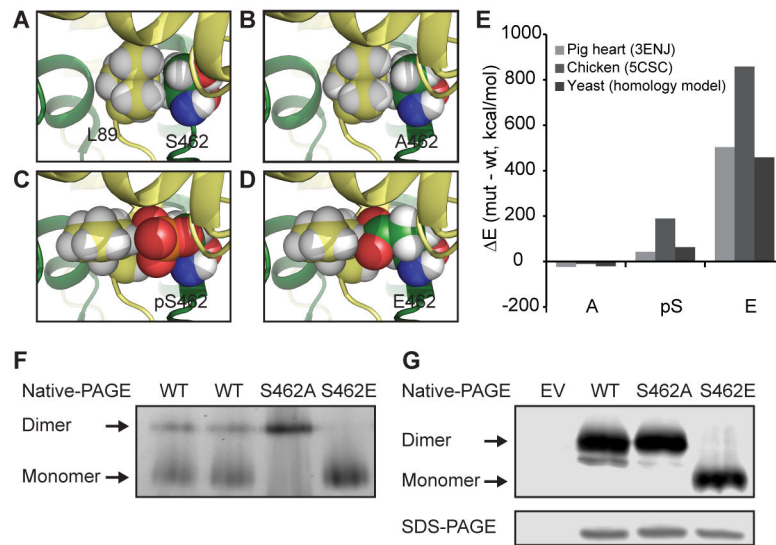 A
L89
S462
B
A462
C
pS462
D
E462
E
ΔE (mut - wt, kcal/mol)
1000
800
600
400
200
0
-200
Pig heart (3ENJ)
Chicken (5CSC)
Yeast (homology model)
A pS E
F
Native-PAGE WT WT S462A S462E
Dimer
Monomer
G
Native-PAGE EV WT S462A S462E
Dimer
Monomer
SDS-PAGE